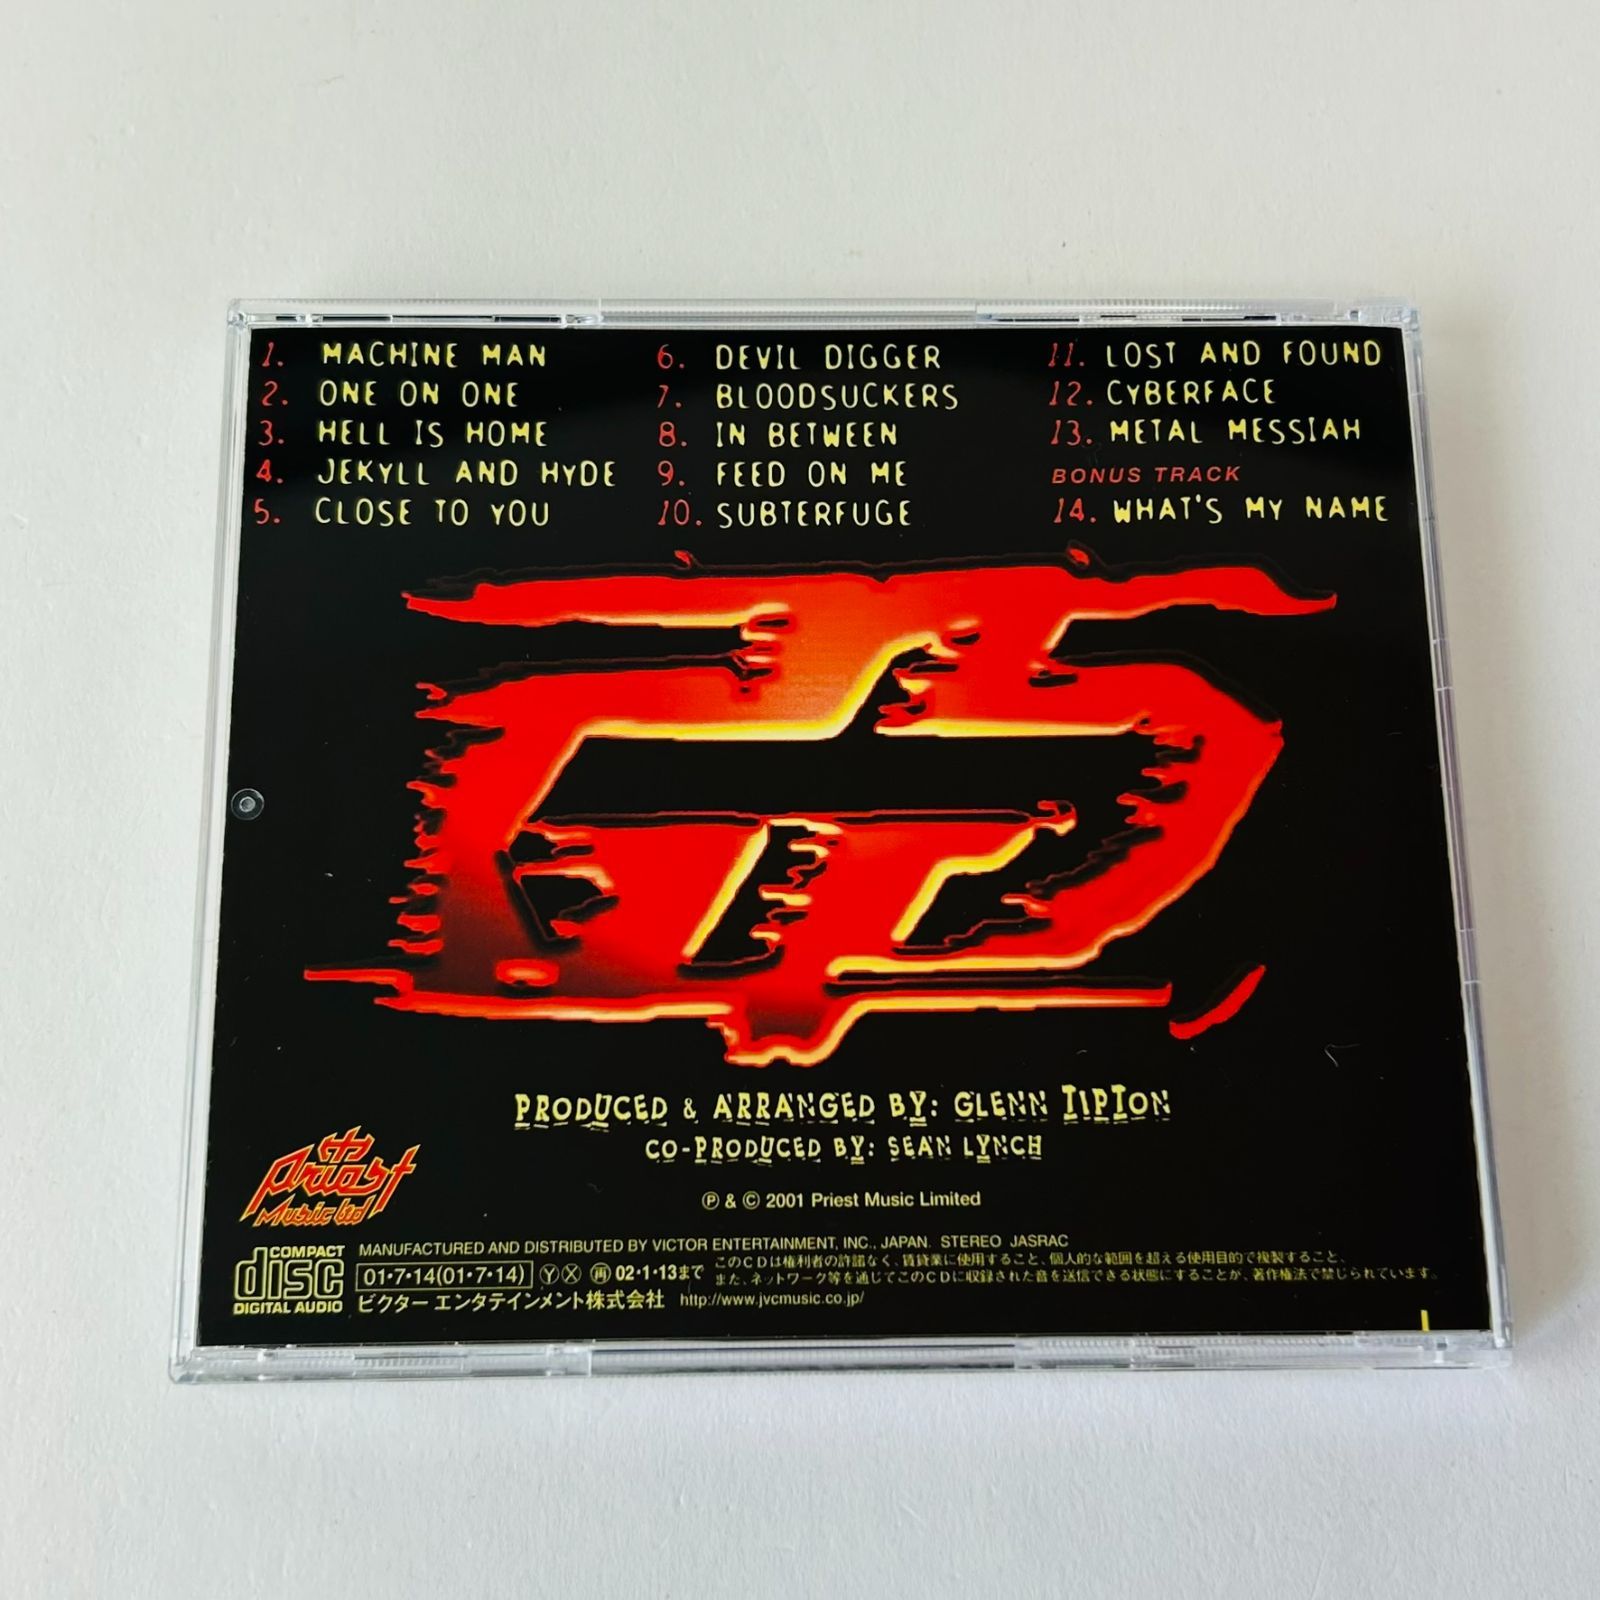 1. MACHINE MAN
2. ONE ON ONE
3. HELL IS HOME
4. JEKYLL AND HYDE
5. CLOSE TO YOU
6. DEVIL DIGGER
7. BLOODSUCKERS
8. IN BETWEEN
9. FEED ON ME
10. SUBTERFUGE
11. LOST AND FOUND
12. CYBERFACE
13. METAL MESSIAH
BONUS TRACK
14. WHAT'S MY NAME
PRODUCED & ARRANGED BY: GLENN TIPTON
CO-PRODUCED BY: SEAN LYNCH
Ⓟ & © 2001 Priest Music Limited
Priest
Music Ltd
COMPACT
disc
DIGITAL AUDIO
MANUFACTURED AND DISTRIBUTED BY VICTOR ENTERTAINMENT, INC., JAPAN. STEREO JASRAC
01・7・14(01・7・14) Ⓨ Ⓧ ㊢ 02・1・13まで
このCDは権利者の許諾なく、賃貸業に使用すること、個人的な範囲を超える使用目的で複製すること、
また、ネットワーク等を通じてこのCDに収録された音を送信できる状態にすることが、著作権法で禁じられています。
ビクター エンタテインメント株式会社 http://www.jvcmusic.co.jp/